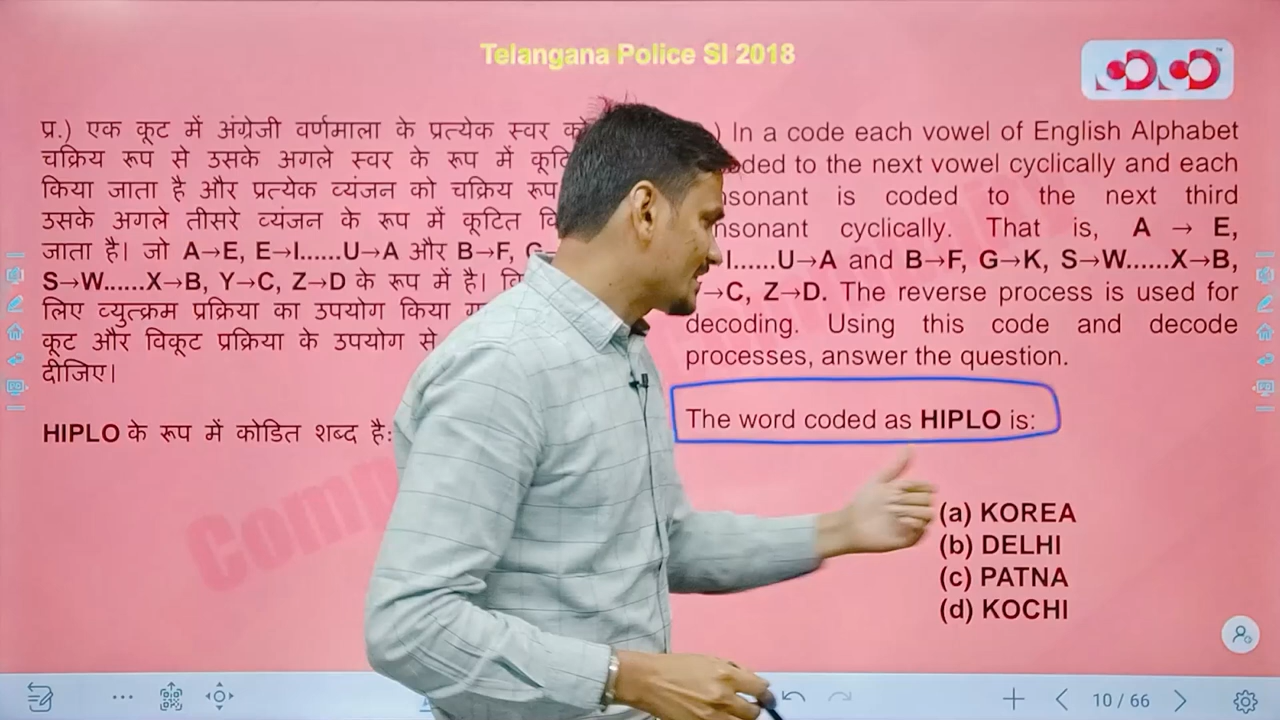 Telangana Police SI 2018
प्र.) एक कूट में अंग्रेजी वर्णमाला के प्रत्येक स्वर
चक्रिय रूप से उसके अगले स्वर के रूप में
किया जाता है और प्रत्येक व्यंजन को चक्रिय रूप
उसके अगले तीसरे व्यंजन के रूप में कूटित
जाता है। जो A→E, E→I......U→A और B→F,
S→W......X→B, Y→C, Z→D के रूप में है।
लिए व्युत्क्रम प्रक्रिया का उपयोग किया
कूट और विकूट प्रक्रिया के उपयोग से
दीजिए।
HIPLO के रूप में कोडित शब्द है:
) In a code each vowel of English Alphabet
to the next vowel cyclically and each
is coded to the next third
cyclically. That is, A → E,
I......U→A and B→F, G→K, S→W......X→B,
→C, Z→D. The reverse process is used for
decoding. Using this code and decode
processes, answer the question.
The word coded as HIPLO is:
(a) KOREA
(b) DELHI
(c) PATNA
(d) KOCHI
10 / 66